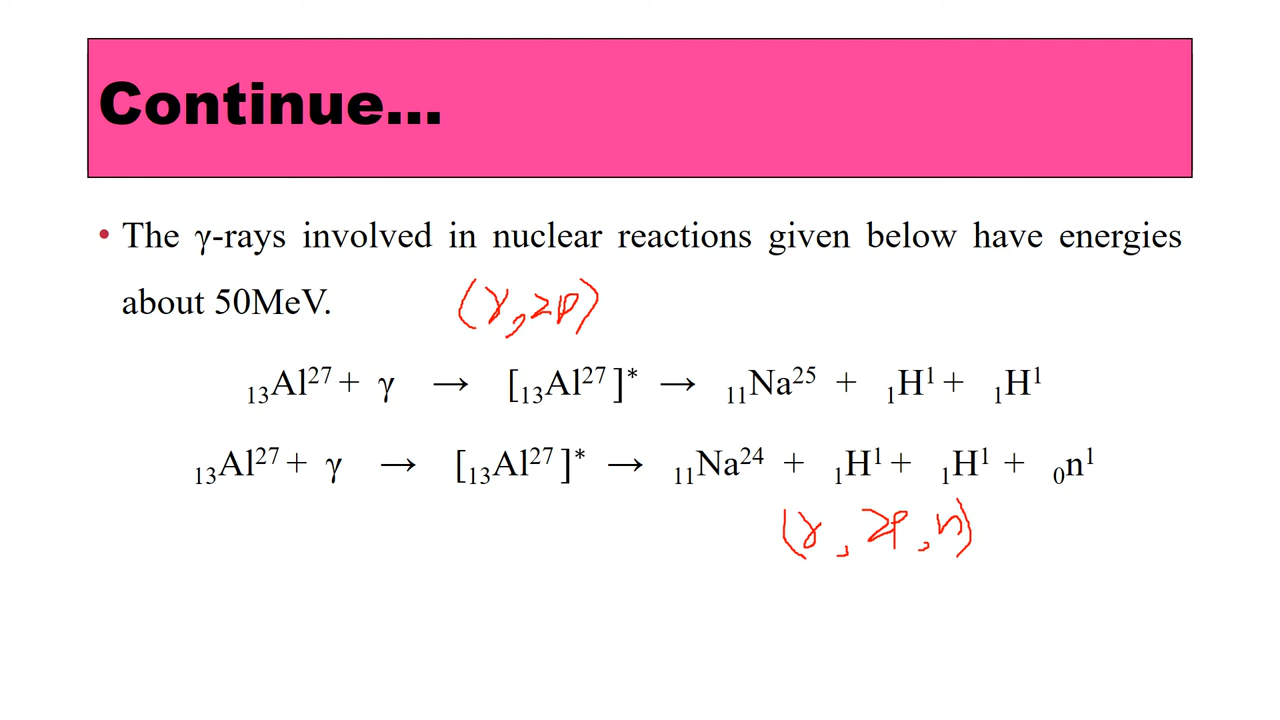 Continue...
• The γ-rays involved in nuclear reactions given below have energies
about 50MeV.
(γ, 2p)
₁₃Al²⁷ + γ → [₁₃Al²⁷]* → ₁₁Na²⁵ + ₁H¹ + ₁H¹
₁₃Al²⁷ + γ → [₁₃Al²⁷]* → ₁₁Na²⁴ + ₁H¹ + ₁H¹ + ₀n¹
(γ, 2p, n)